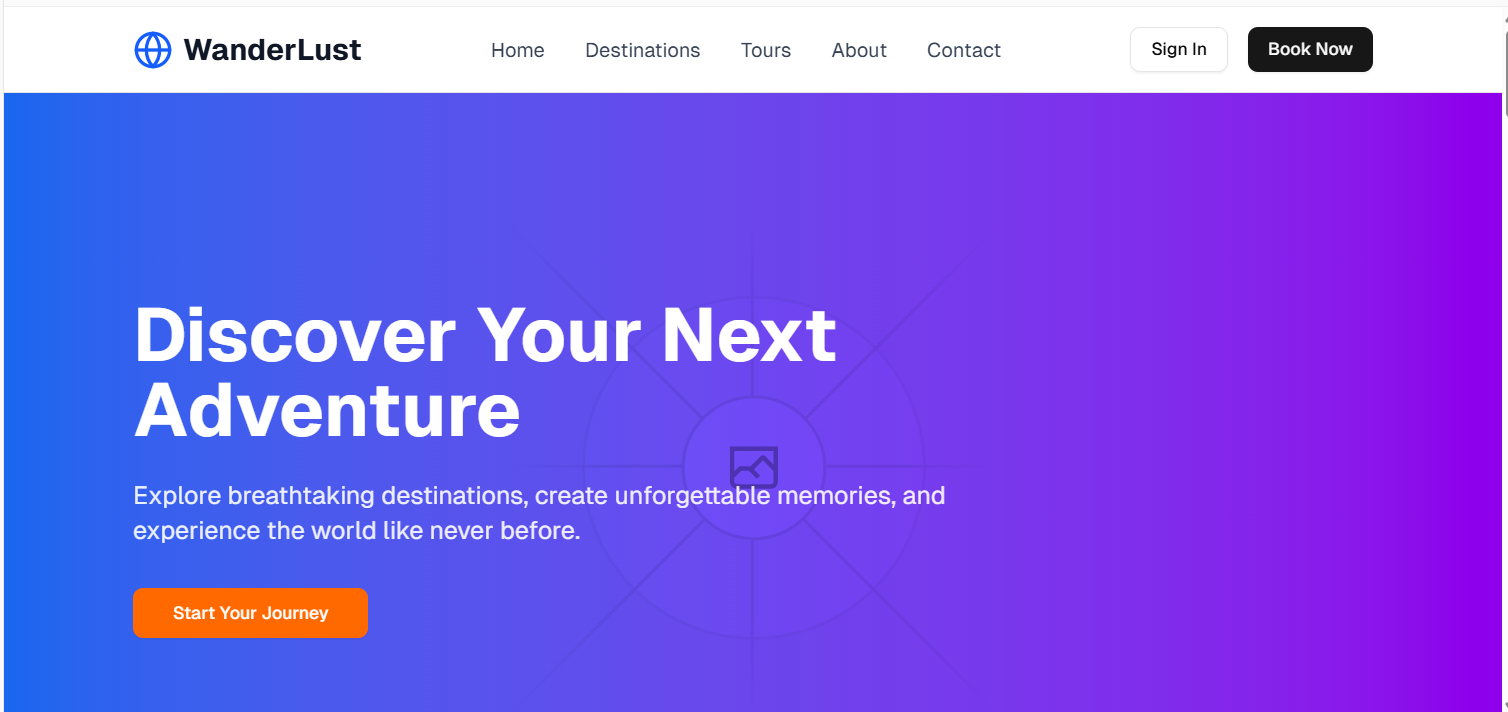 WanderLust
Home
Destinations
Tours
About
Contact
Sign In
Book Now
Discover Your Next
Adventure
Explore breathtaking destinations, create unforgettable memories, and
experience the world like never before.
Start Your Journey